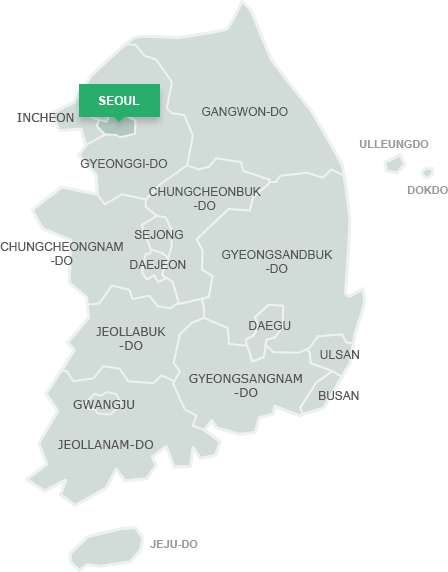 SEOUL
GANGWON-DO
INCHEON
ULLEUNGDO
GYEONGGI-DO
DOKDO
CHUNGCHEONBUK
-DO
SEJONG
CHUNGCHEONGNAM
-DO
GYEONGSANDBUK
-DO
DAEJEON
DAEGU
JEOLLABUK
-DO
ULSAN
GYEONGSANGNAM
-DO
BUSAN
GWANGJU
JEOLLANAM-DO
JEJU-DO